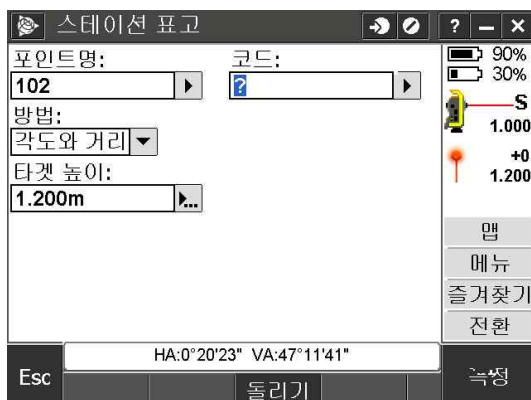 스테이션 표고
? – ×
포인트명:
코드:
102
?
방법:
각도와 거리
타겟 높이:
1.200m
...
90%
30%
S
1.000
+0
1.200
맵
메뉴
즐겨찾기
전환
HA:0°20'23" VA:47°11'41"
Esc
돌리기
측정